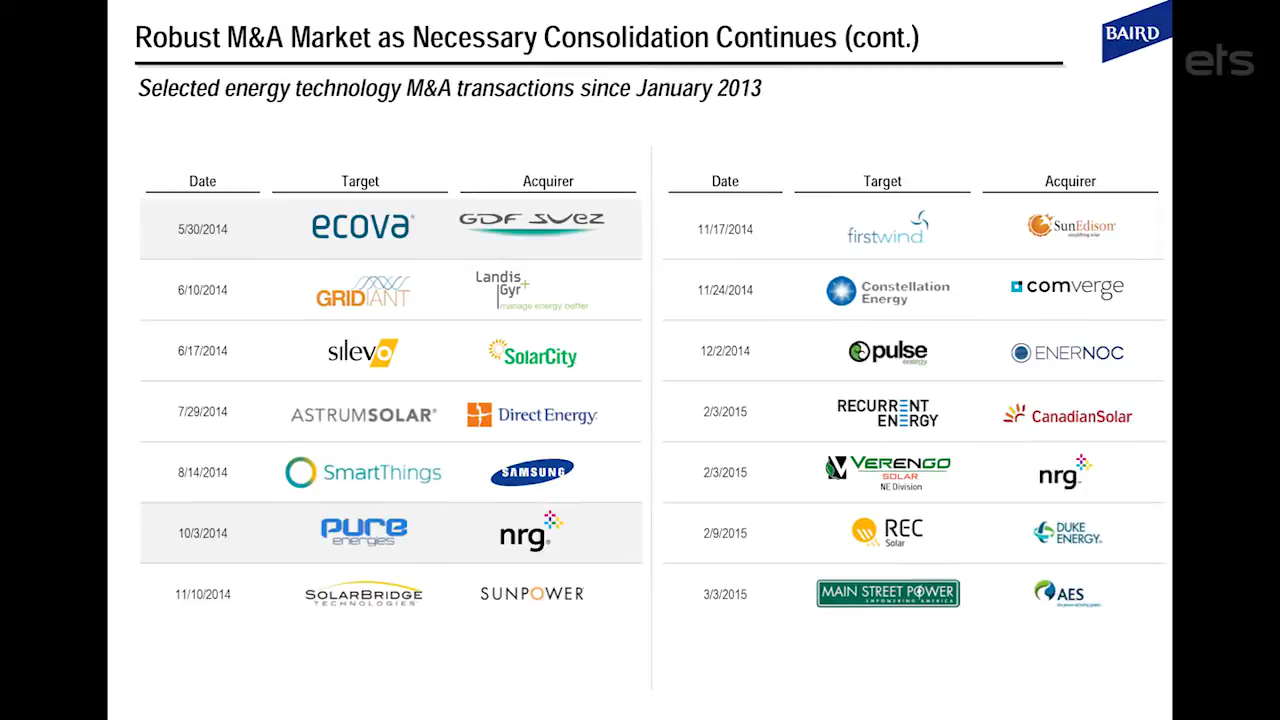 Robust M&A Market as Necessary Consolidation Continues (cont.)
BAIRD
ets
Selected energy technology M&A transactions since January 2013
Date Target Acquirer
5/30/2014 ecova GDF SUEZ
6/10/2014 GRIDIANT Landis Gyr+ manage energy better
6/17/2014 silevo SolarCity
7/29/2014 ASTRUMSOLAR Direct Energy
8/14/2014 SmartThings SAMSUNG
10/3/2014 pure energies nrg
11/10/2014 SOLARBRIDGE TECHNOLOGIES SUNPOWER
Date Target Acquirer
11/17/2014 firstwind SunEdison simplifying solar
11/24/2014 Constellation Energy comverge
12/2/2014 pulse energy ENERNOC
2/3/2015 RECURRENT ENERGY CanadianSolar
2/3/2015 VERENGO SOLAR NE Division nrg
2/9/2015 REC Solar DUKE ENERGY
3/3/2015 MAIN STREET POWER EMPOWERING AMERICA AES